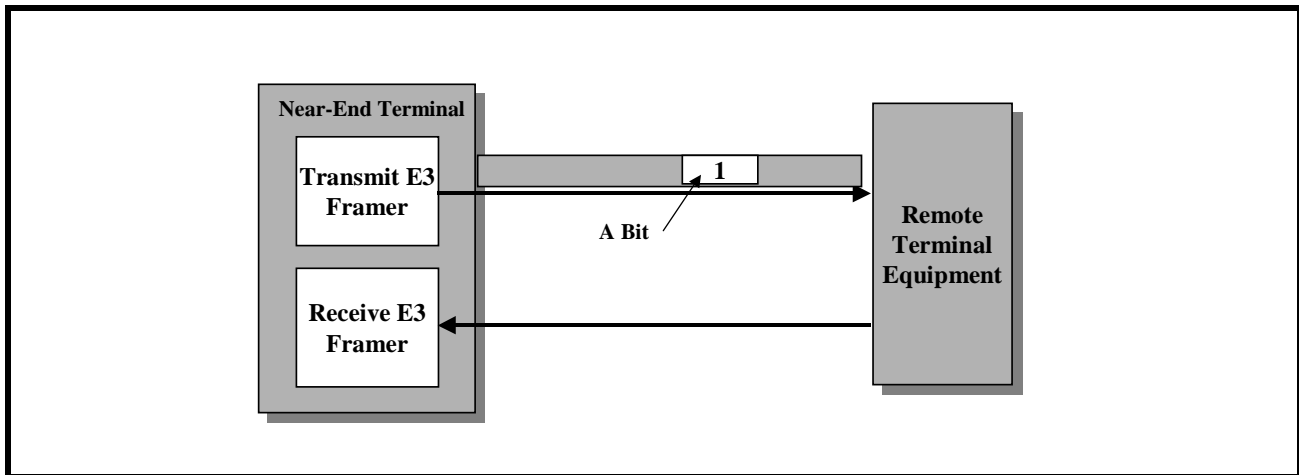 Near-End Terminal
Transmit E3
Framer
1
A Bit
Remote
Terminal
Equipment
Receive E3
Framer